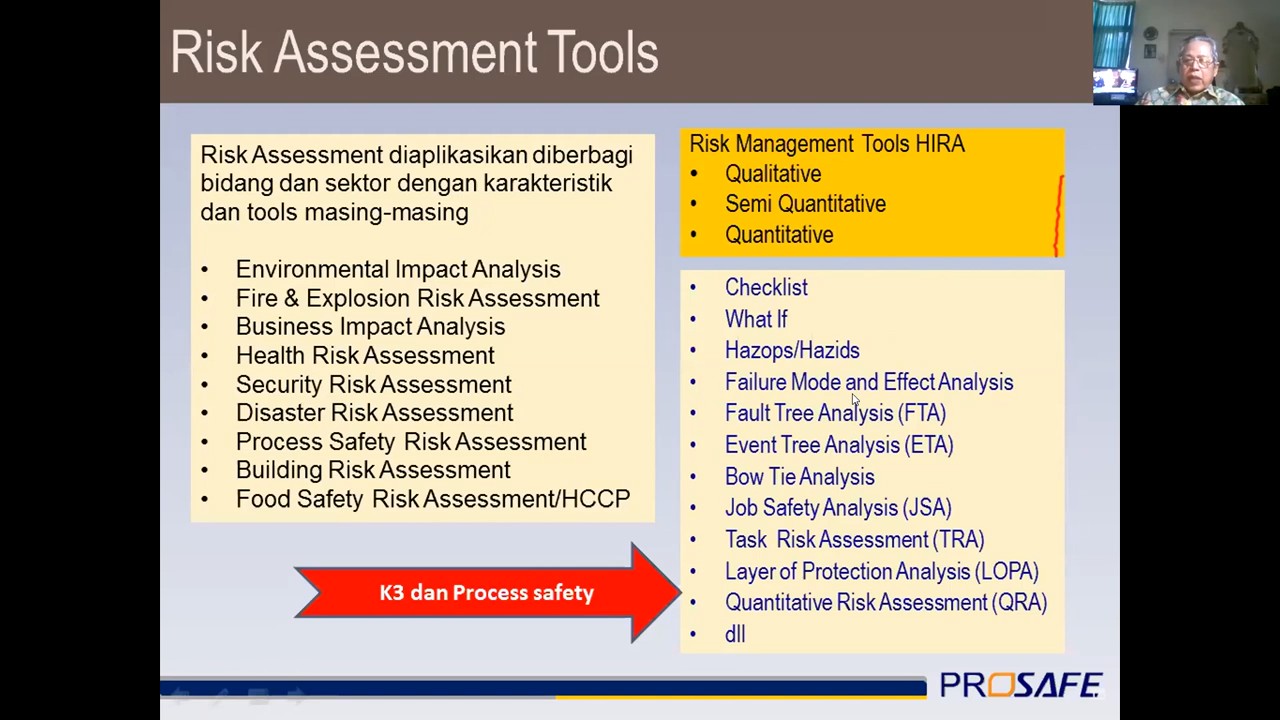 Risk Assessment Tools
Risk Assessment diaplikasikan diberbagi
bidang dan sektor dengan karakteristik
dan tools masing-masing
• Environmental Impact Analysis
• Fire & Explosion Risk Assessment
• Business Impact Analysis
• Health Risk Assessment
• Security Risk Assessment
• Disaster Risk Assessment
• Process Safety Risk Assessment
• Building Risk Assessment
• Food Safety Risk Assessment/HCCP
K3 dan Process safety
Risk Management Tools HIRA
• Qualitative
• Semi Quantitative
• Quantitative
• Checklist
• What If
• Hazops/Hazids
• Failure Mode and Effect Analysis
• Fault Tree Analysis (FTA)
• Event Tree Analysis (ETA)
• Bow Tie Analysis
• Job Safety Analysis (JSA)
• Task Risk Assessment (TRA)
• Layer of Protection Analysis (LOPA)
• Quantitative Risk Assessment (QRA)
• dll
PROSAFE.